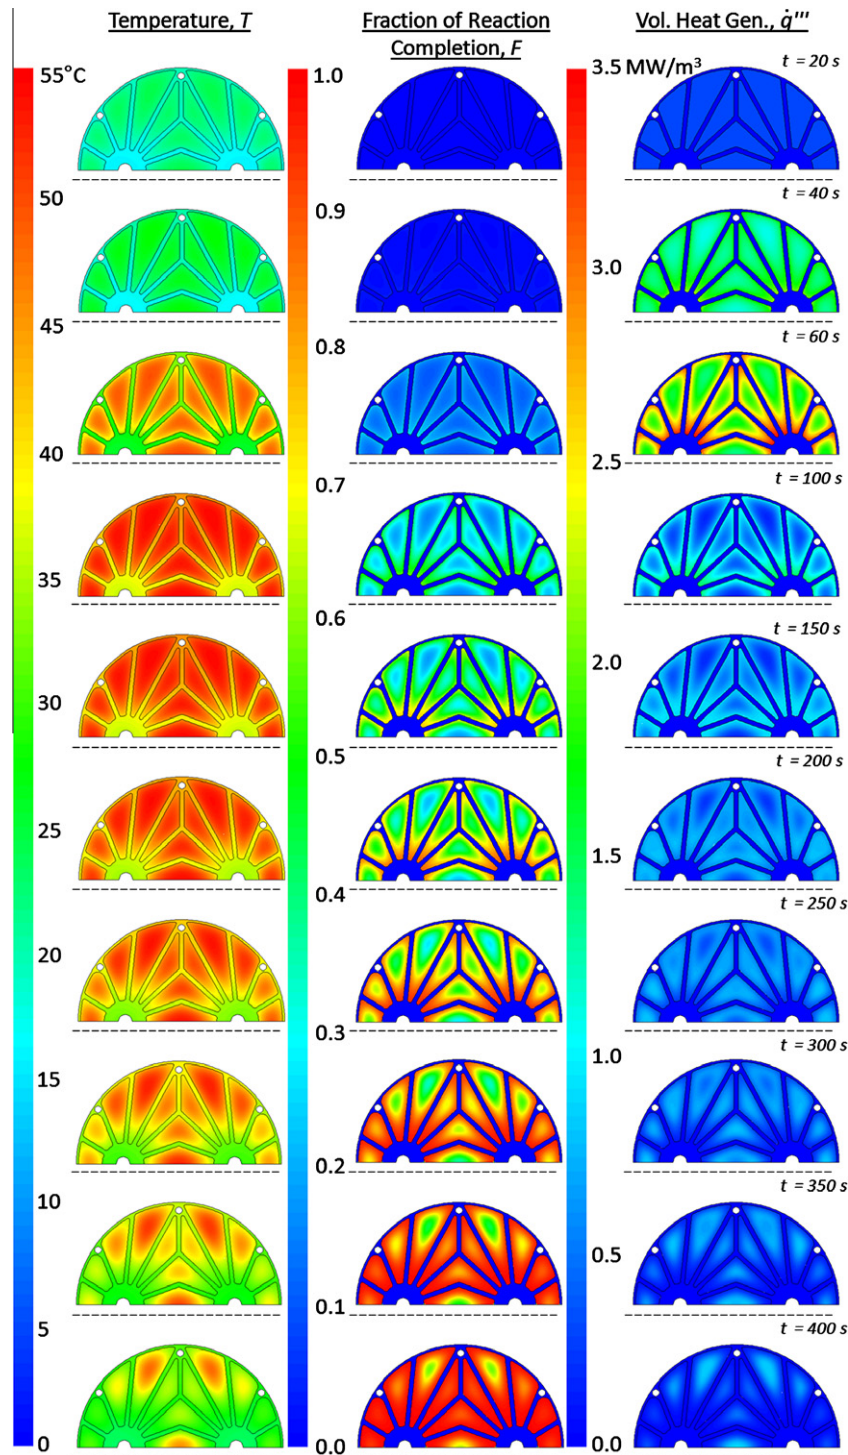 Temperature, T
Fraction of Reaction
Completion, F
Vol. Heat Gen., q̇'''
55°C
1.0
3.5 MW/m³
t = 20 s
50
0.9
t = 40 s
3.0
45
0.8
t = 60 s
40
0.7
2.5
t = 100 s
35
0.6
t = 150 s
2.0
30
0.5
t = 200 s
25
1.5
0.4
t = 250 s
20
0.3
t = 300 s
1.0
15
0.2
t = 350 s
10
0.5
0.1
t = 400 s
5
0
0.0
0.0